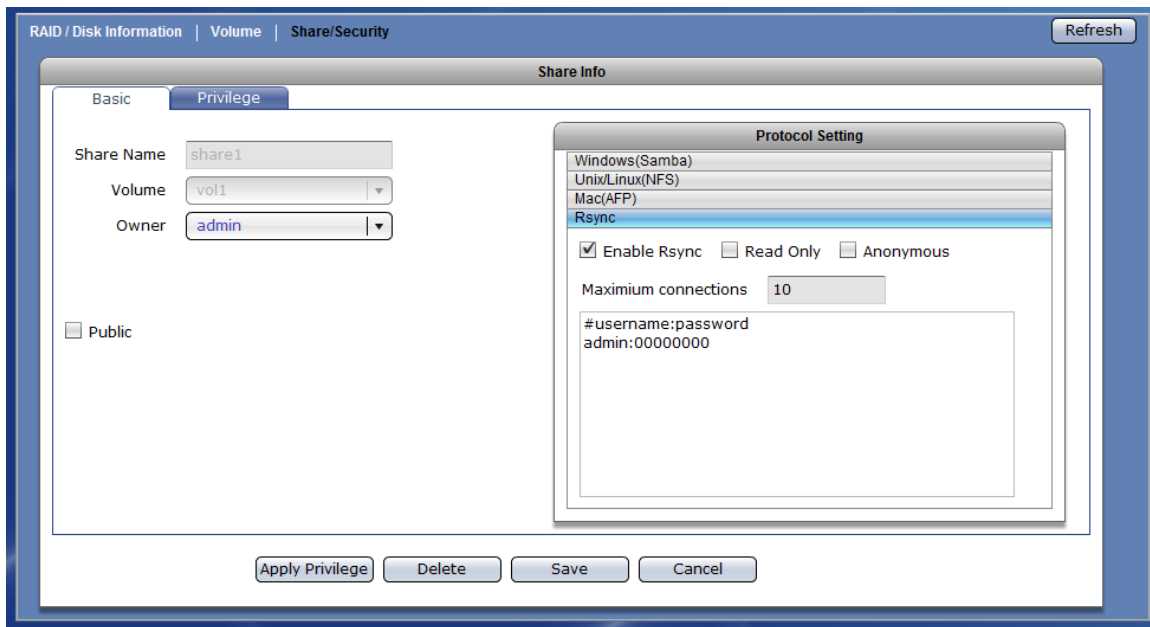 RAID / Disk Information | Volume | Share/Security
Refresh
Share Info
Basic
Privilege
Share Name
share1
Volume
vol1
Owner
admin
Public
Protocol Setting
Windows(Samba)
Unix/Linux(NFS)
Mac(AFP)
Rsync
Enable Rsync
Read Only
Anonymous
Maximium connections
10
#username:password
admin:00000000
Apply Privilege
Delete
Save
Cancel